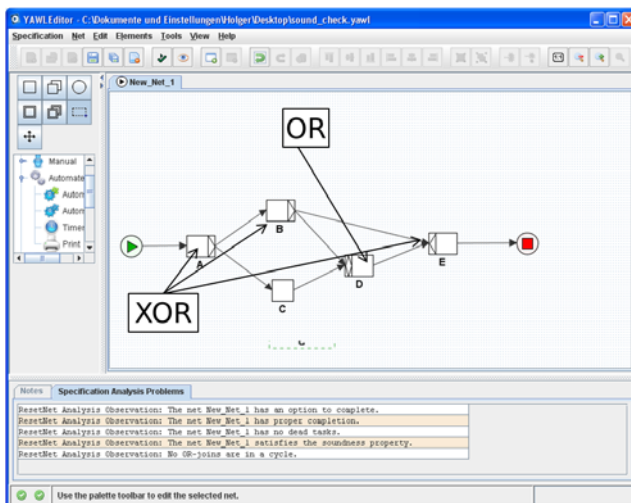 YAWLEditor - C:\Dokumente und Einstellungen\Holger\Desktop\sound_check.yawl
Specification Net Edit Elements Tools View Help
New_Net_1
Manual
Automate
Autom
Autom
Timer
Print
OR
B
A
E
D
C
XOR
Notes Specification Analysis Problems
ResetNet Analysis Observation: The net New_Net_1 has an option to complete.
ResetNet Analysis Observation: The net New_Net_1 has proper completion.
ResetNet Analysis Observation: The net New_Net_1 has no dead tasks.
ResetNet Analysis Observation: The net New_Net_1 satisfies the soundness property.
ResetNet Analysis Observation: No OR-joins are in a cycle.
Use the palette toolbar to edit the selected net.